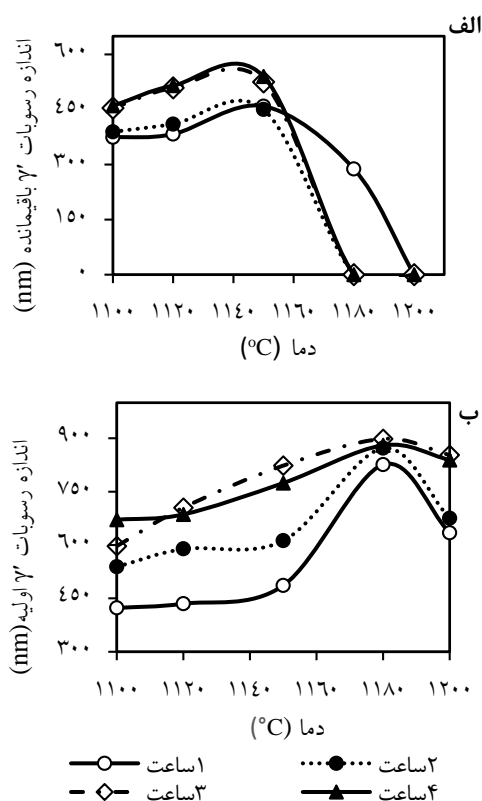 الف
اندازه رسوبات γ′ باقیمانده (nm)
۶۰۰
۴۵۰
۳۰۰
۱۵۰
۰
۱۱۰۰ ۱۱۲۰ ۱۱۴۰ ۱۱۶۰ ۱۱۸۰ ۱۲۰۰
دما (°C)
ب
اندازه رسوبات γ′ اولیه (nm)
۹۰۰
۷۵۰
۶۰۰
۴۵۰
۳۰۰
۱۱۰۰ ۱۱۲۰ ۱۱۴۰ ۱۱۶۰ ۱۱۸۰ ۱۲۰۰
دما (°C)
۱ساعت ۲ساعت
۳ساعت ۴ساعت